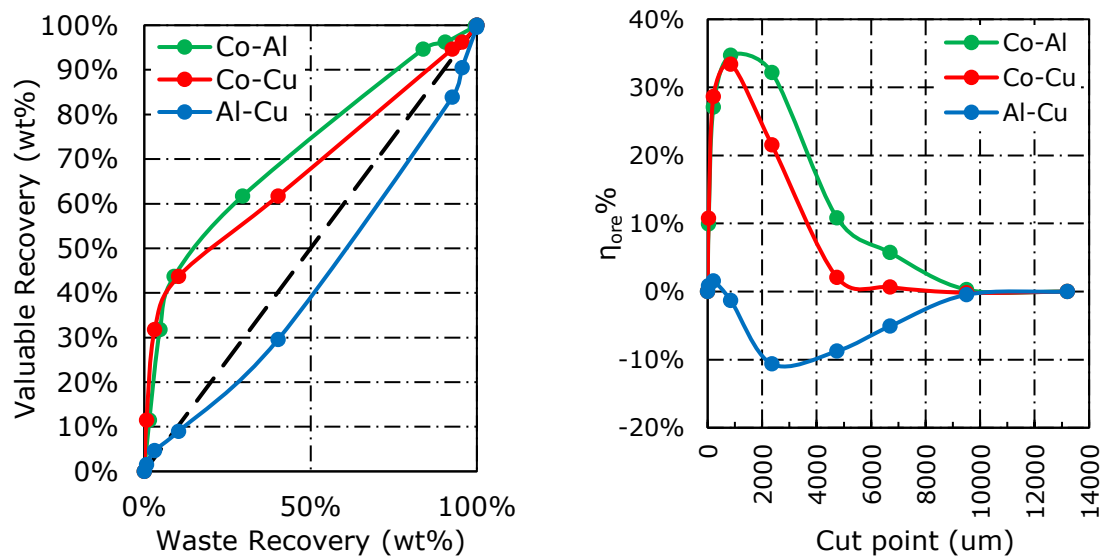 100%
90%
80%
70%
60%
50%
40%
30%
20%
10%
0%
Valuable Recovery (wt%)
Co-Al
Co-Cu
Al-Cu
0%
50%
100%
Waste Recovery (wt%)
40%
30%
20%
10%
0%
-10%
-20%
ηore%
Co-Al
Co-Cu
Al-Cu
0
2000
4000
6000
8000
10000
12000
14000
Cut point (um)